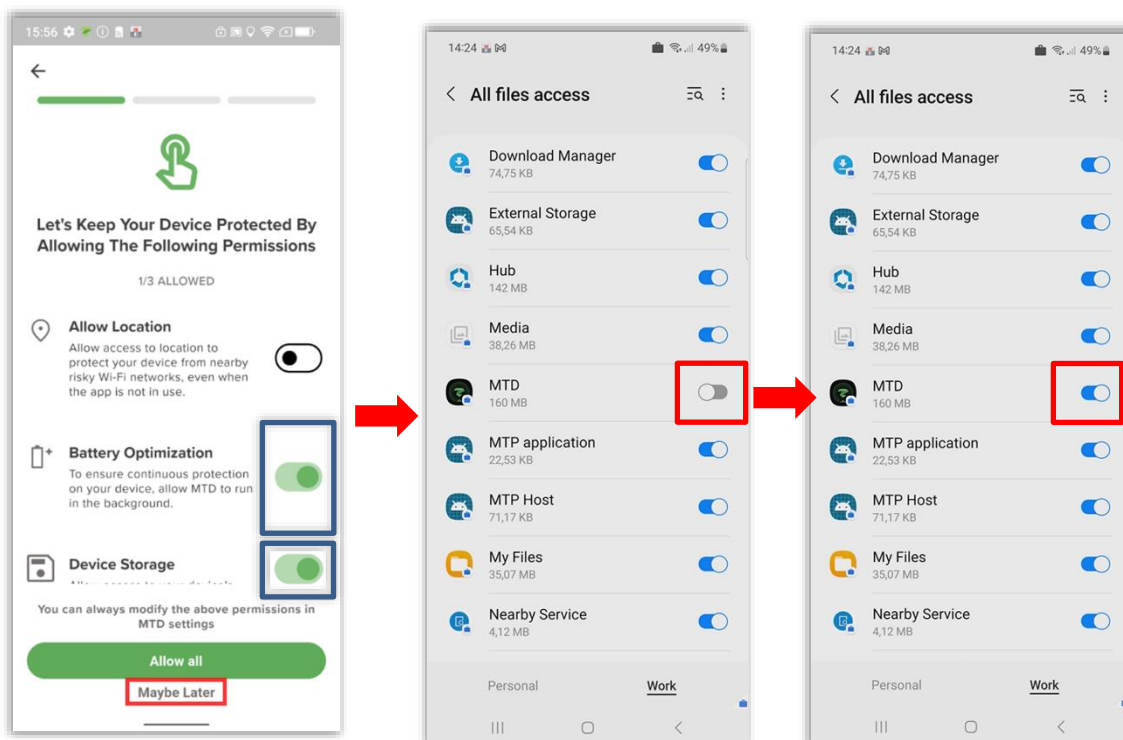 15:56
Let's Keep Your Device Protected By
Allowing The Following Permissions
1/3 ALLOWED
Allow Location
Allow access to location to
protect your device from nearby
risky Wi-Fi networks, even when
the app is not in use.
Battery Optimization
To ensure continuous protection
on your device, allow MTD to run
in the background.
Device Storage
You can always modify the above permissions in
MTD settings
Allow all
Maybe Later
14:24 49%
All files access
Download Manager
74,75 KB
External Storage
65,54 KB
Hub
142 MB
Media
38,26 MB
MTD
160 MB
MTP application
22,53 KB
MTP Host
71,17 KB
My Files
35,07 MB
Nearby Service
4,12 MB
Personal Work
14:24 49%
All files access
Download Manager
74,75 KB
External Storage
65,54 KB
Hub
142 MB
Media
38,26 MB
MTD
160 MB
MTP application
22,53 KB
MTP Host
71,17 KB
My Files
35,07 MB
Nearby Service
4,12 MB
Personal Work